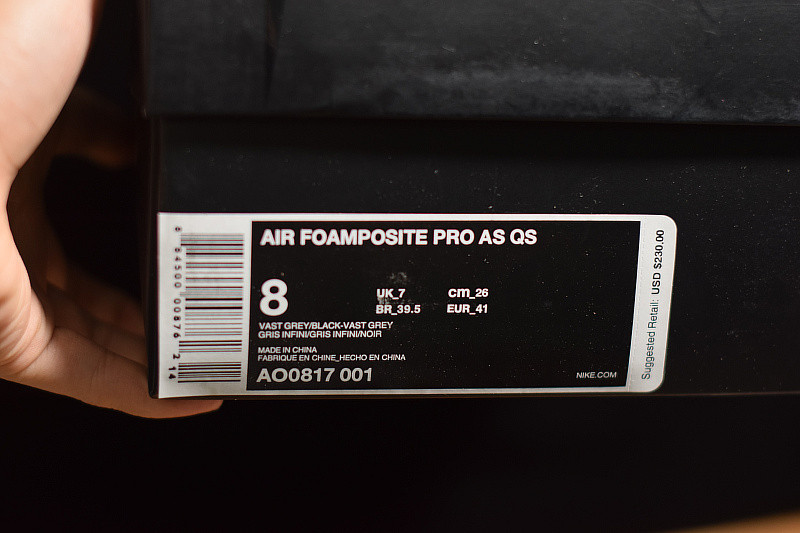 AIR FOAMPOSITE PRO AS QS
8
UK_7 CM_26
BR_39.5 EUR_41
VAST GREY/BLACK-VAST GREY
GRIS INFINI/GRIS INFINI/NOIR
MADE IN CHINA
FABRIQUE EN CHINE_HECHO EN CHINA
AO0817 001
NIKE.COM
Suggested Retail: USD $230.00